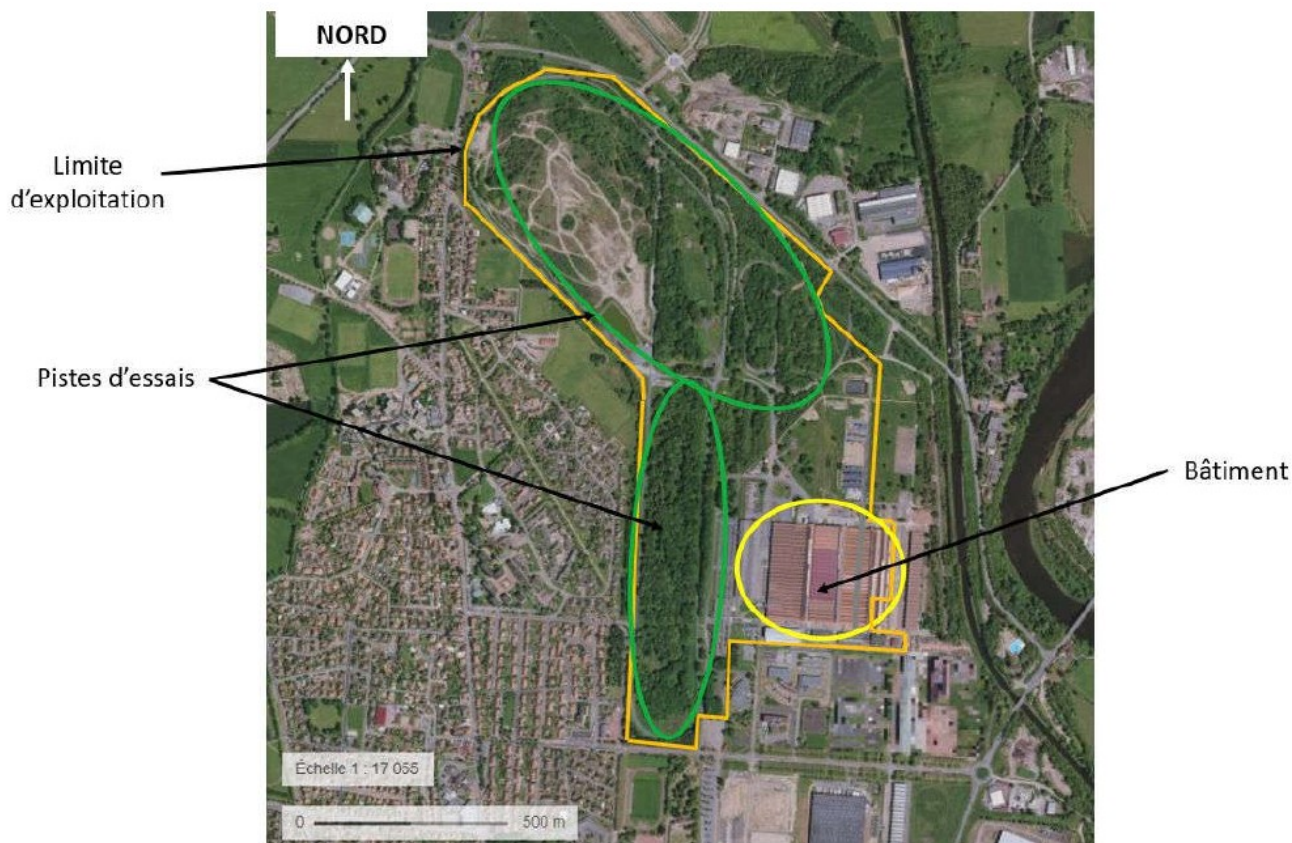 NORD
Limite
d'exploitation
Pistes d'essais
Bâtiment
Échelle 1 : 17 055
0 500 m